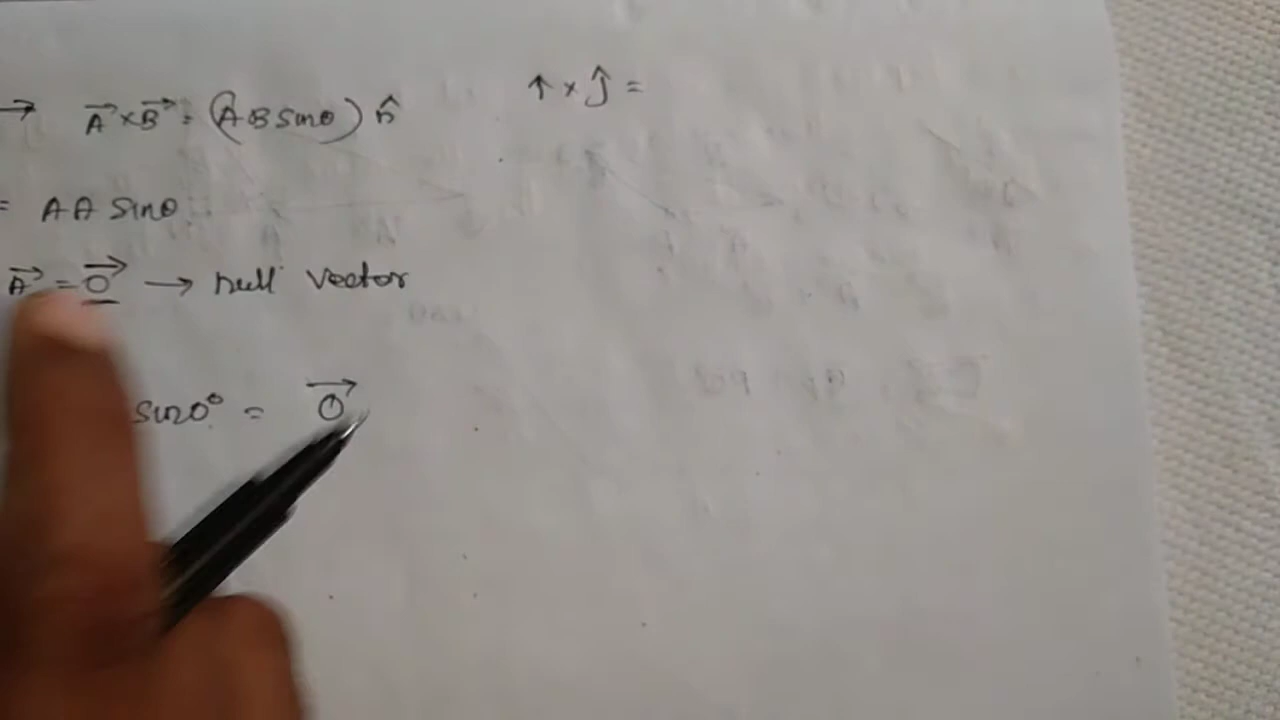 → A⃗ × B⃗ = (AB sinθ) n̂
î × ĵ =
= AA sinθ
A⃗ = 0⃗ → null vector
sin0° = 0⃗